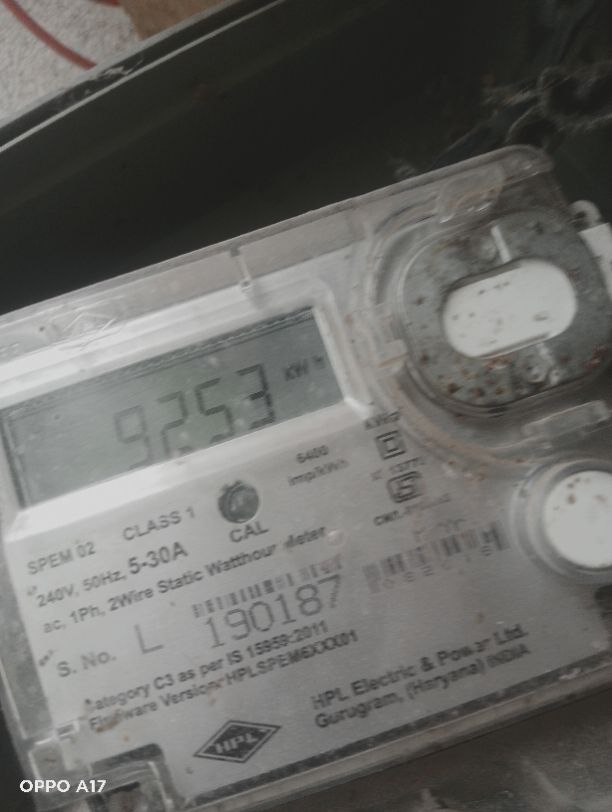 9253 KWh
SPEM 02 CLASS 1
CAL
6400
imp/kWh
240V, 50Hz, 5-30A
ac, 1Ph, 2Wire Static Watthour Meter
S. No. L 190187
Category C3 as per IS 15959-2011
Firmware Version: HPLSPEM6XXX01
HPL
HPL Electric & Power Ltd.
Gurugram, (Haryana) INDIA
OPPO A17